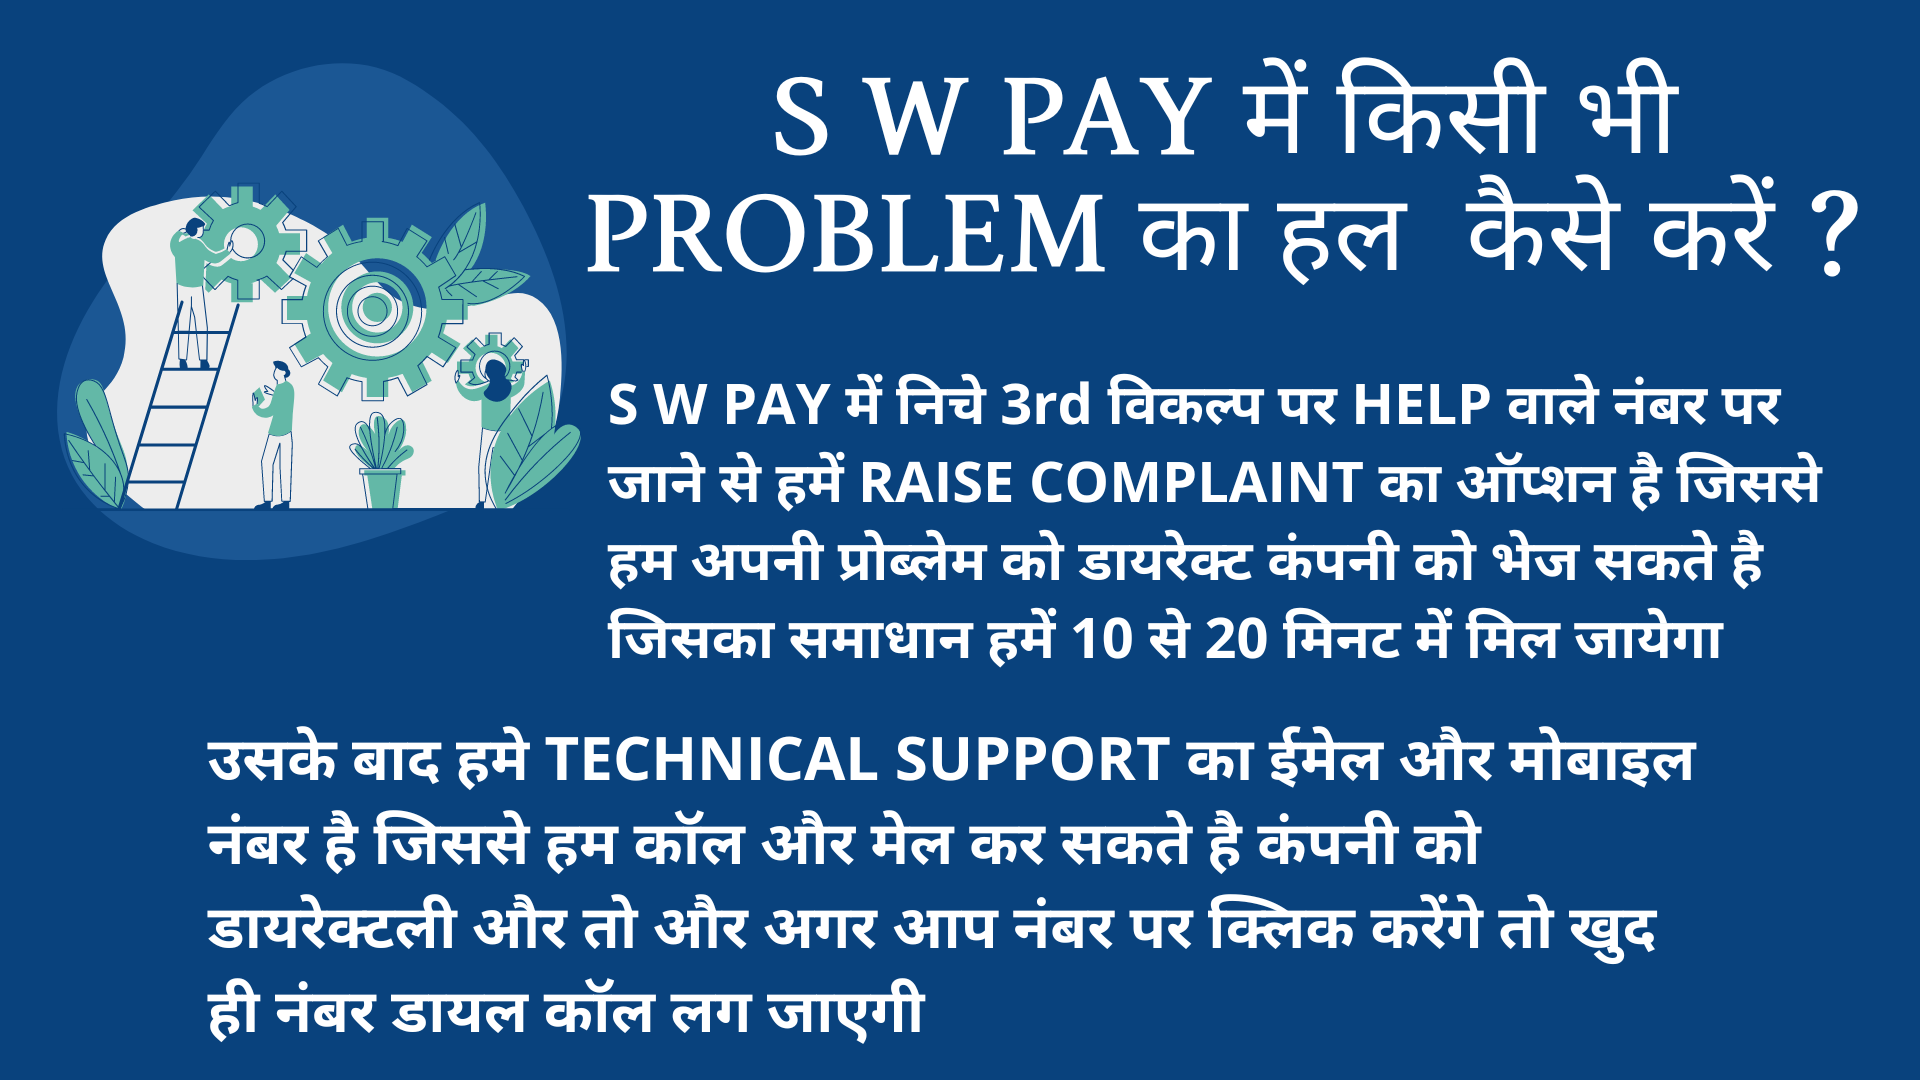 S W PAY में किसी भी
PROBLEM का हल कैसे करें ?
S W PAY में निचे 3rd विकल्प पर HELP वाले नंबर पर
जाने से हमें RAISE COMPLAINT का ऑप्शन है जिससे
हम अपनी प्रोब्लेम को डायरेक्ट कंपनी को भेज सकते है
जिसका समाधान हमें 10 से 20 मिनट में मिल जायेगा
उसके बाद हमे TECHNICAL SUPPORT का ईमेल और मोबाइल
नंबर है जिससे हम कॉल और मेल कर सकते है कंपनी को
डायरेक्टली और तो और अगर आप नंबर पर क्लिक करेंगे तो खुद
ही नंबर डायल कॉल लग जाएगी